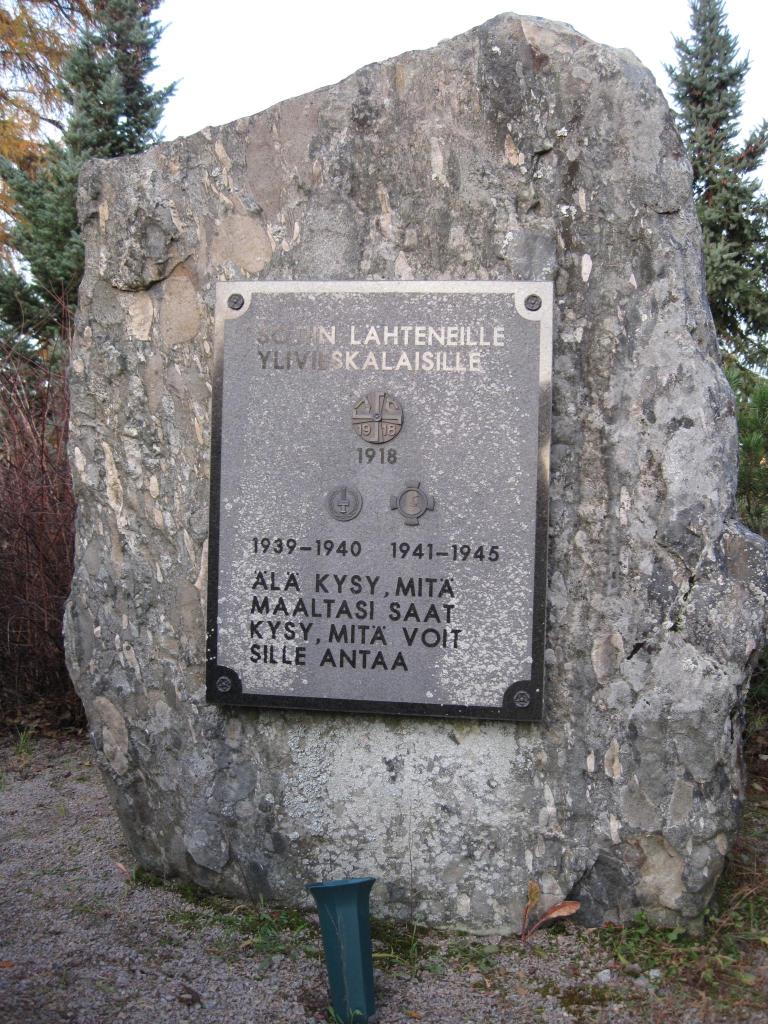 SOTIIN LÄHTENEILLE
YLIVIESKALAISILLE
19 18
1918
1939–1940 1941–1945
ÄLÄ KYSY, MITÄ
MAALTASI SAAT
KYSY, MITÄ VOIT
SILLE ANTAA